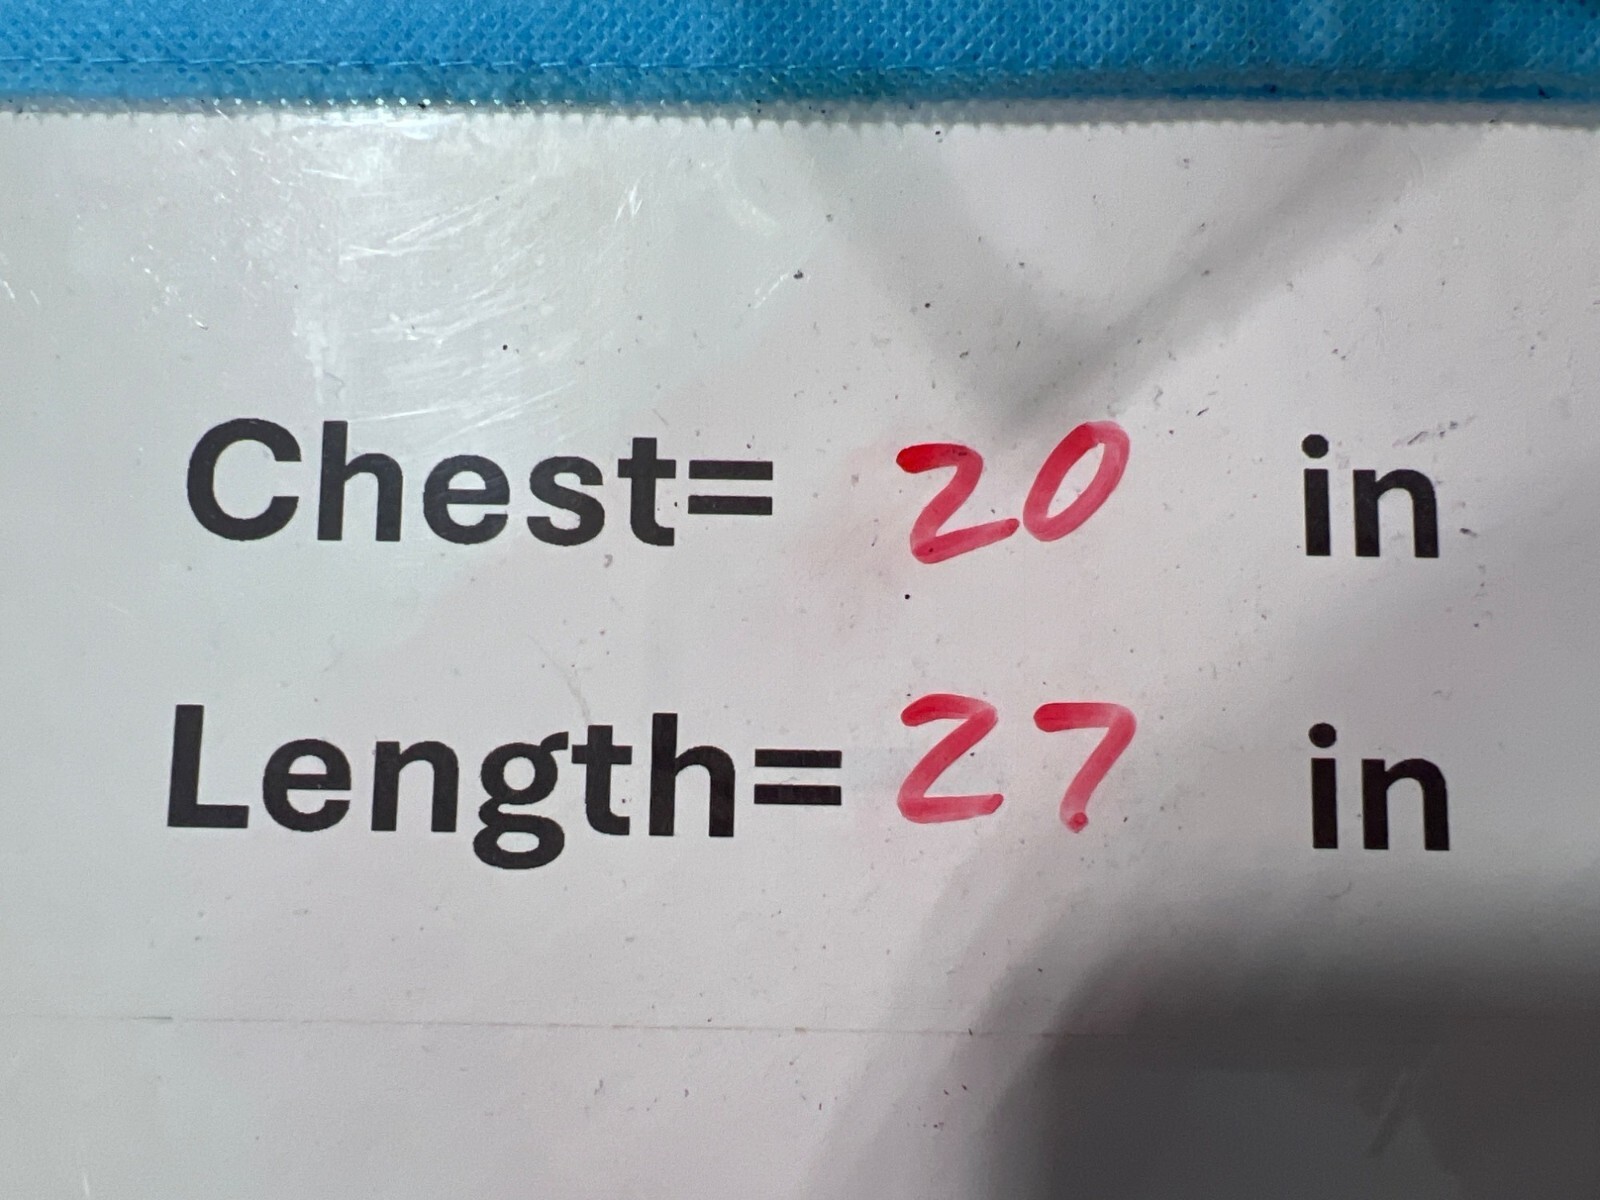 Chest= 20 in
Length= 27 in